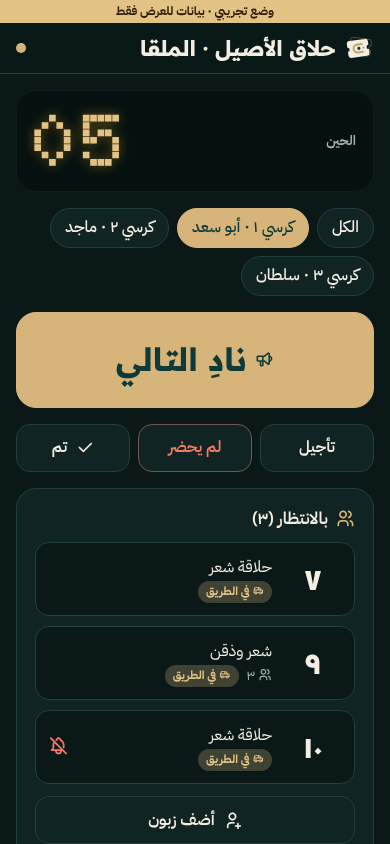 وضع تجريبي · بيانات للعرض فقط
حلاق الأصيل · الملقا
الحين
05
الكل
كرسي ١ · أبو سعد
كرسي ٢ · ماجد
كرسي ٣ · سلطان
نادِ التالي
تأجيل
لم يحضر
تم
بالانتظار (٣)
٧
حلاقة شعر
في الطريق
٩
شعر وذقن
٣
في الطريق
١٠
حلاقة شعر
في الطريق
أضف زبون